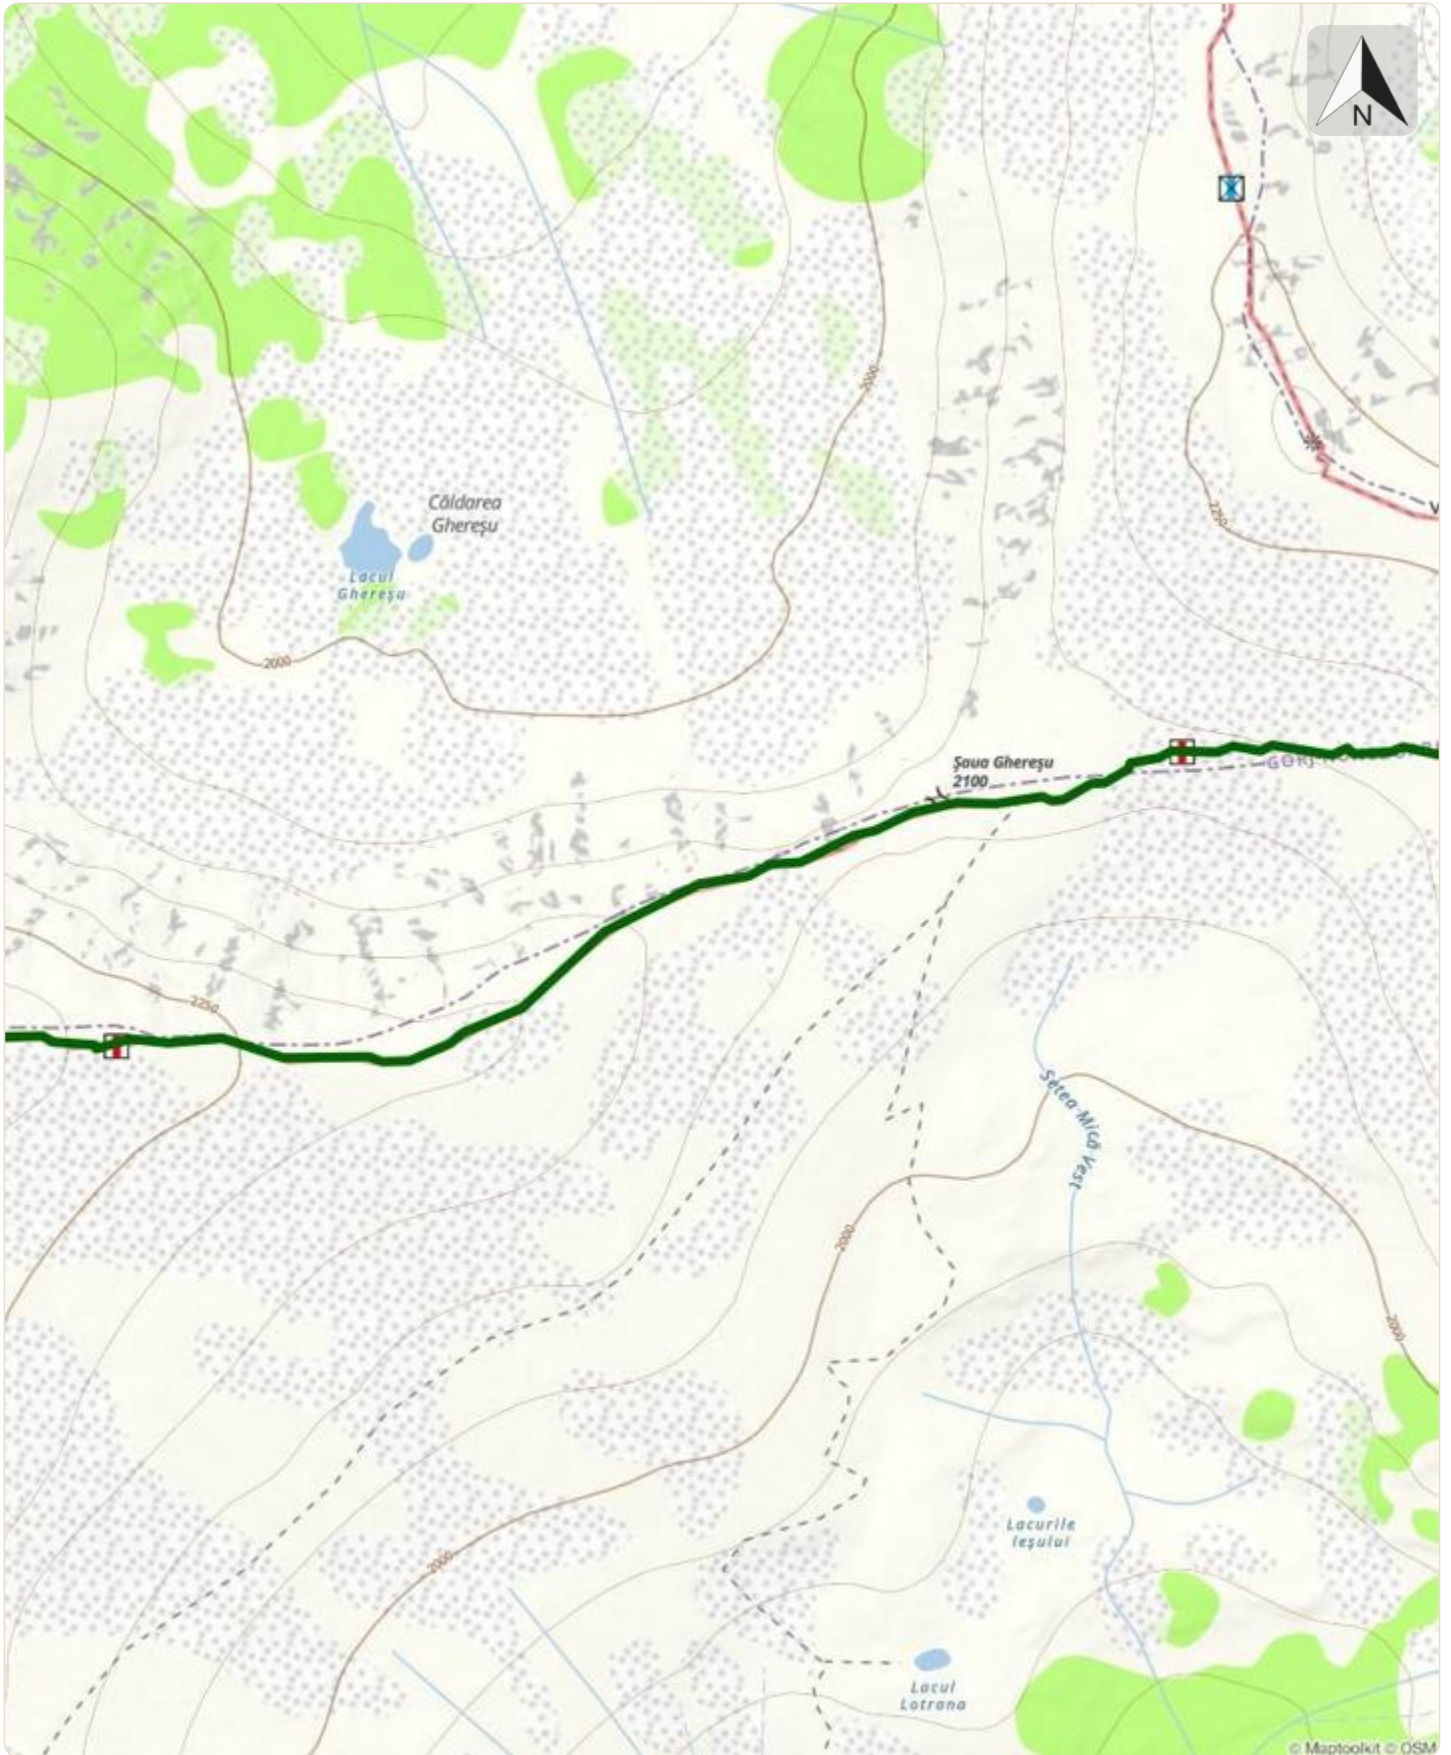 N
2000
Căldarea
Ghereșu
2250
Lacul
Ghereșu
2000
Șaua Ghereșu
2100
2250
Setea Mică Vest
2000
2000
Lacurile
Ieșului
2000
Lacul
Lotrana
© Maptoolkit © OSM